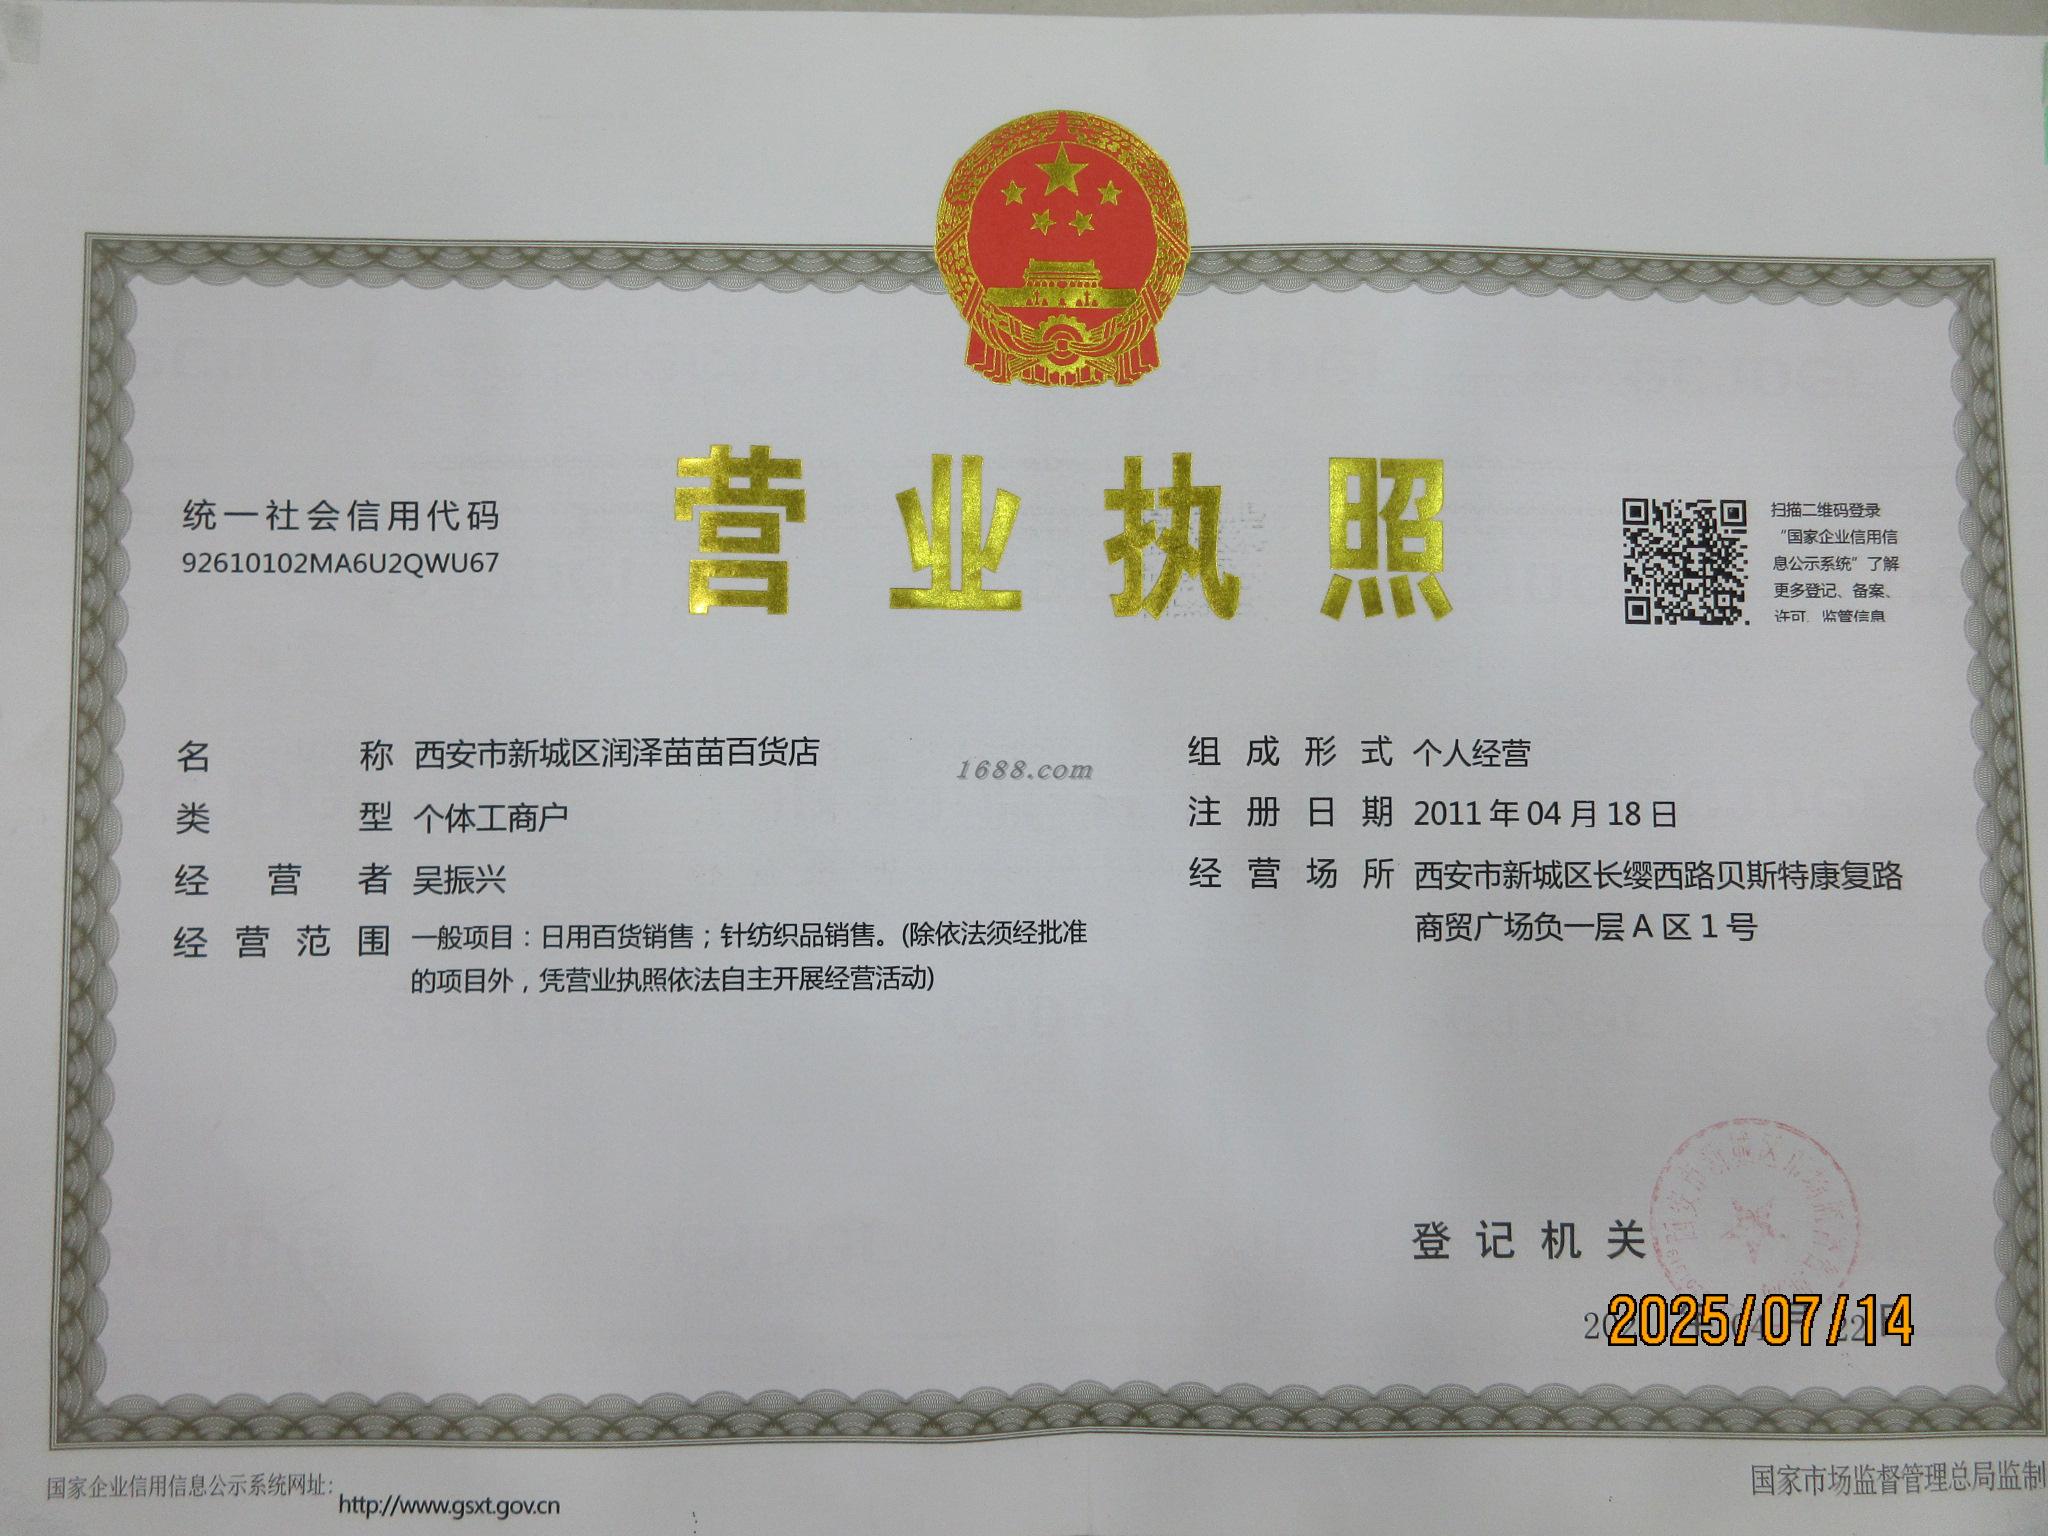 营业执照
统一社会信用代码
92610102MA6U2QWU67
扫描二维码登录
“国家企业信用信
息公示系统”了解
更多登记、备案、
许可、监管信息
名称 西安市新城区润泽苗苗百货店
类型 个体工商户
经营者 吴振兴
经营范围 一般项目：日用百货销售；针纺织品销售。(除依法须经批准
的项目外，凭营业执照依法自主开展经营活动)
1688.com
组成形式 个人经营
注册日期 2011年04月18日
经营场所 西安市新城区长缨西路贝斯特康复路
商贸广场负一层A区1号
登记机关
2025/07/14
国家企业信用信息公示系统网址：
http://www.gsxt.gov.cn
国家市场监督管理总局监制